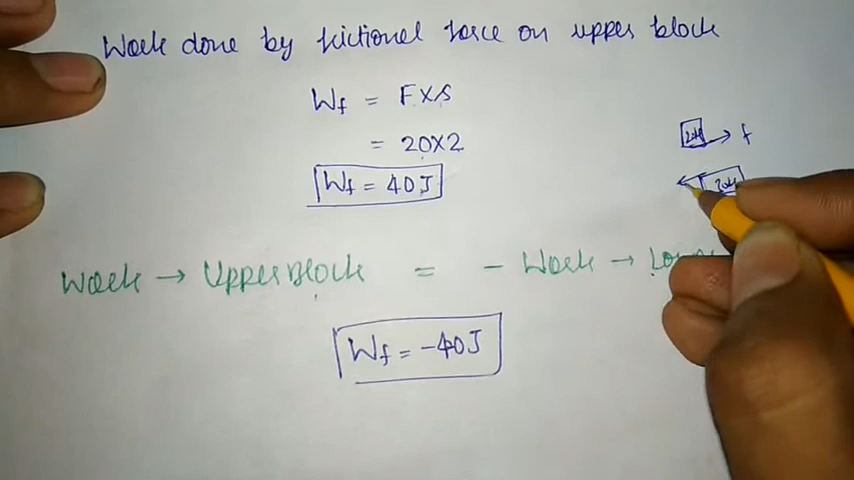 Work done by frictional force on upper block
Wf = F×s
= 20×2
Wf = 40J
f
Work → Upper Block = - Work →
Wf = -40J